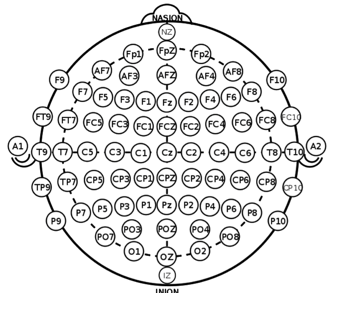 NASION
NZ
Fp1 FpZ Fp2
AF7 AF3 AFZ AF4 AF8
F9 F7 F5 F3 F1 Fz F2 F4 F6 F8 F10
FT9 FT7 FC5 FC3 FC1 FCZ FC2 FC4 FC6 FC8 FC10
A1 T9 T7 C5 C3 C1 Cz C2 C4 C6 T8 T10 A2
TP9 TP7 CP5 CP3 CP1 CPZ CP2 CP4 CP6 CP8 CP10
P9 P7 P5 P3 P1 Pz P2 P4 P6 P8 P10
PO7 PO3 POZ PO4 PO8
O1 OZ O2
IZ
UNION